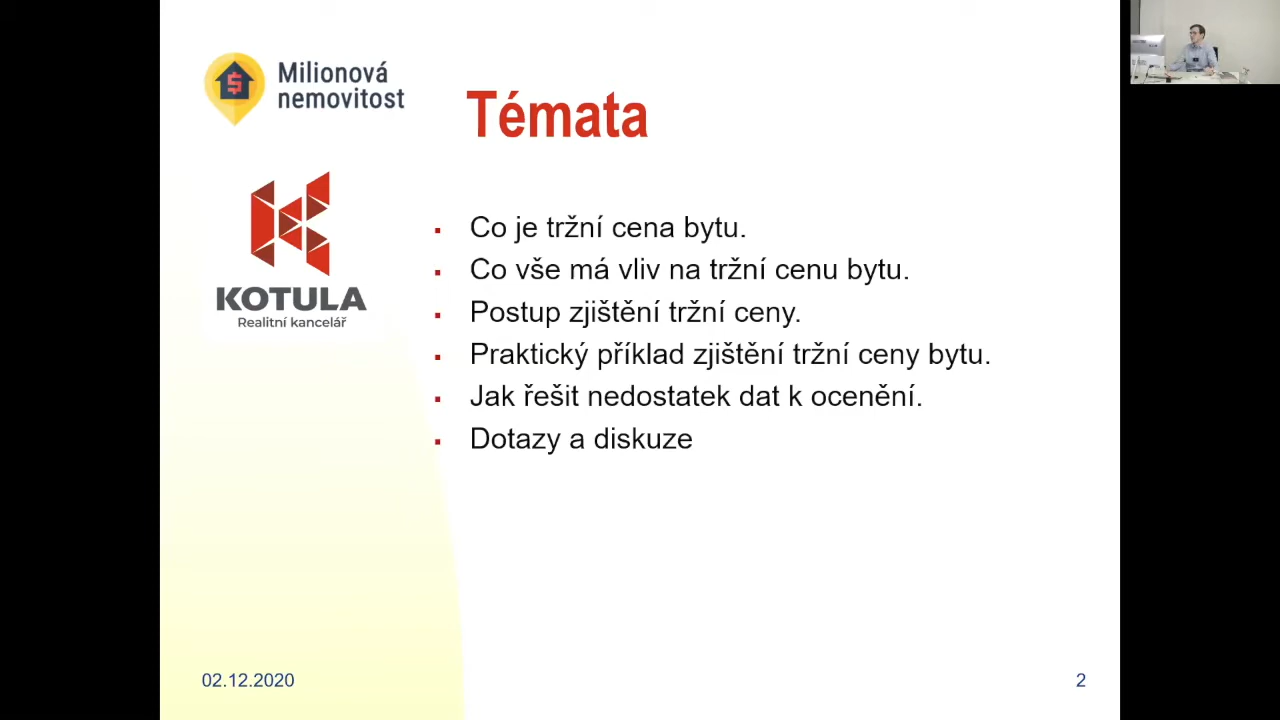 Milionová
nemovitost
Témata
KOTULA
Realitní kancelář
▪ Co je tržní cena bytu.
▪ Co vše má vliv na tržní cenu bytu.
▪ Postup zjištění tržní ceny.
▪ Praktický příklad zjištění tržní ceny bytu.
▪ Jak řešit nedostatek dat k ocenění.
▪ Dotazy a diskuze
02.12.2020
2